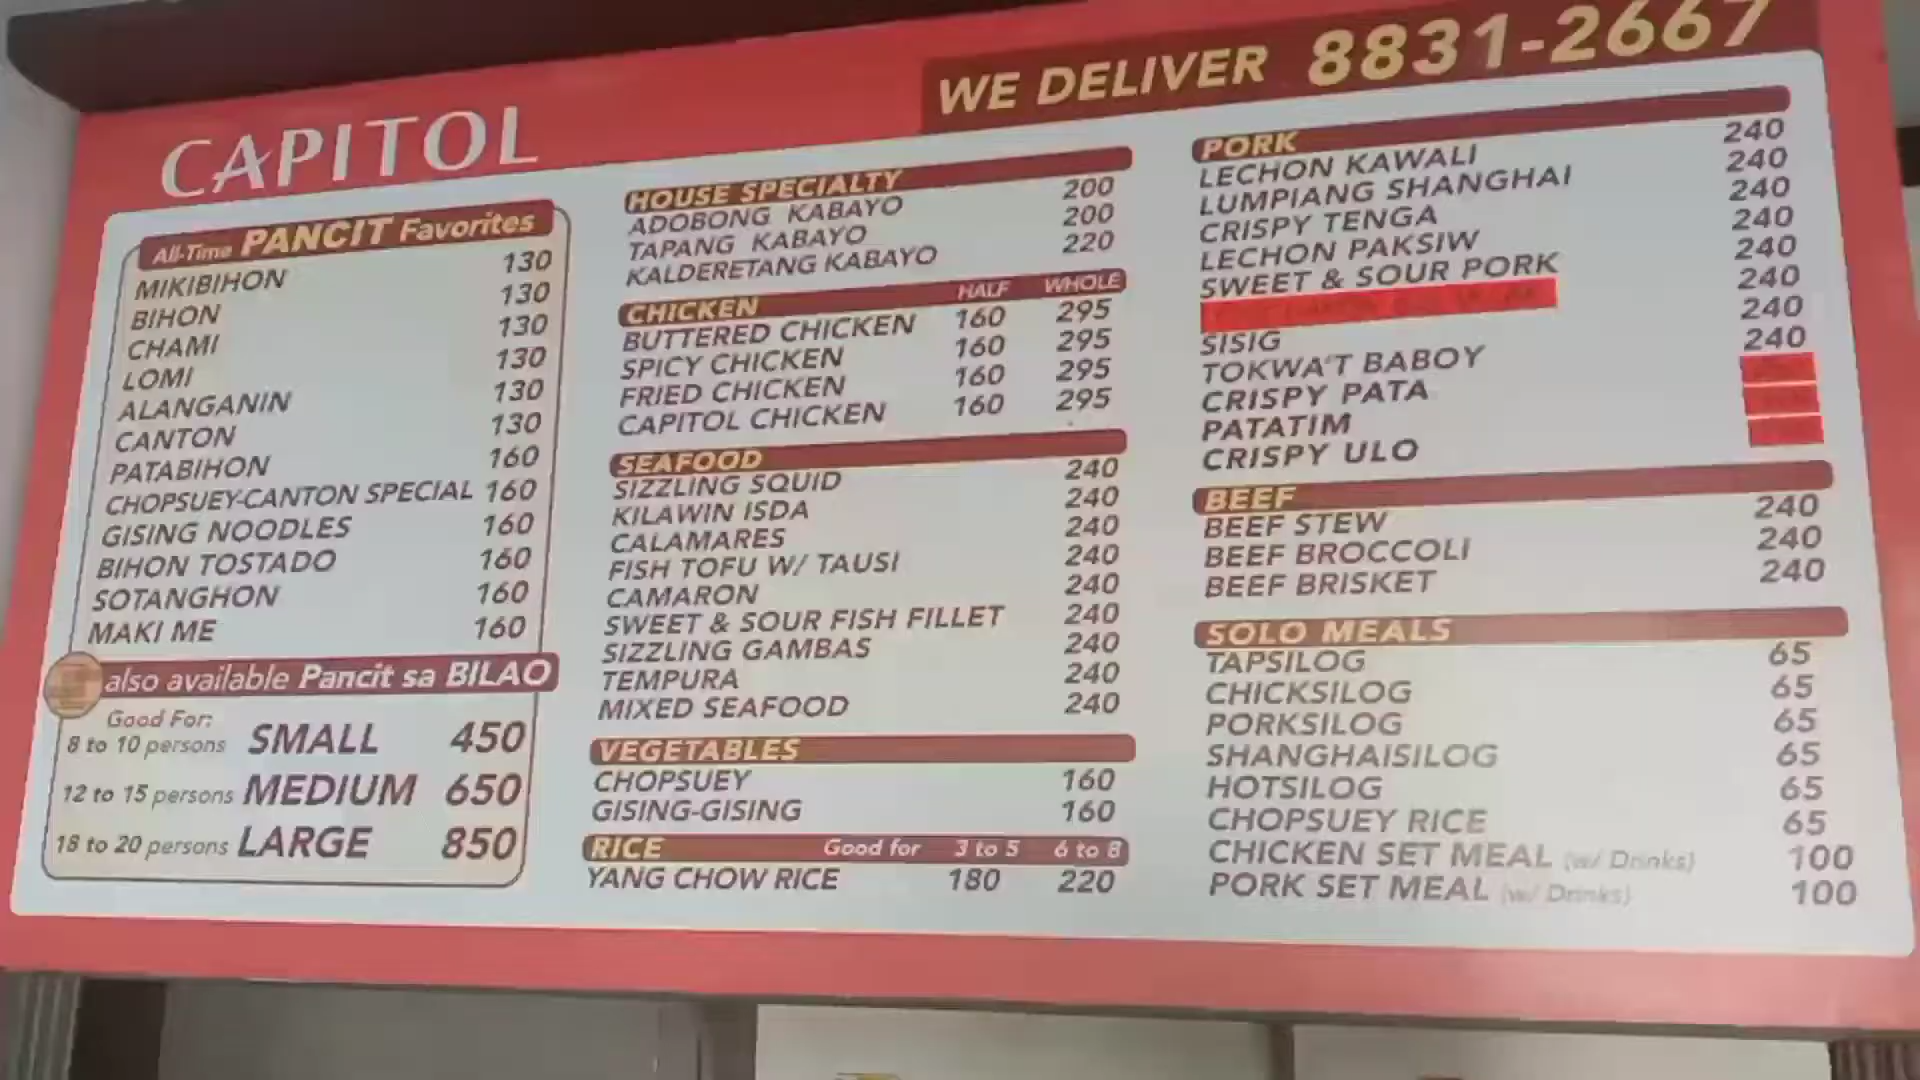 WE DELIVER 8831-2667
CAPITOL
All-Time PANCIT Favorites
MIKIBIHON 130
BIHON 130
CHAMI 130
LOMI 130
ALANGANIN 130
CANTON 130
PATABIHON 160
CHOPSUEY-CANTON SPECIAL 160
GISING NOODLES 160
BIHON TOSTADO 160
SOTANGHON 160
MAKI ME 160
also available Pancit sa BILAO
Good For:
8 to 10 persons SMALL 450
12 to 15 persons MEDIUM 650
18 to 20 persons LARGE 850
HOUSE SPECIALTY
ADOBONG KABAYO 200
TAPANG KABAYO 200
KALDERETANG KABAYO 220
CHICKEN HALF WHOLE
BUTTERED CHICKEN 160 295
SPICY CHICKEN 160 295
FRIED CHICKEN 160 295
CAPITOL CHICKEN 160 295
SEAFOOD
SIZZLING SQUID 240
KILAWIN ISDA 240
CALAMARES 240
FISH TOFU W/ TAUSI 240
CAMARON 240
SWEET & SOUR FISH FILLET 240
SIZZLING GAMBAS 240
TEMPURA 240
MIXED SEAFOOD 240
VEGETABLES
CHOPSUEY 160
GISING-GISING 160
RICE Good for 3 to 5 6 to 8
YANG CHOW RICE 180 220
PORK
LECHON KAWALI 240
LUMPIANG SHANGHAI 240
CRISPY TENGA 240
LECHON PAKSIW 240
SWEET & SOUR PORK 240
240
SISIG 240
TOKWA'T BABOY 240
CRISPY PATA
PATATIM
CRISPY ULO
BEEF
BEEF STEW 240
BEEF BROCCOLI 240
BEEF BRISKET 240
SOLO MEALS
TAPSILOG 65
CHICKSILOG 65
PORKSILOG 65
SHANGHAISILOG 65
HOTSILOG 65
CHOPSUEY RICE 65
CHICKEN SET MEAL (w/ Drinks) 100
PORK SET MEAL (w/ Drinks) 100